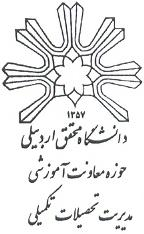 ۱۳۵۷
دانشگاه محقق اردبیلی
حوزه معاونت آموزشی
مدیریت تحصیلات تکمیلی